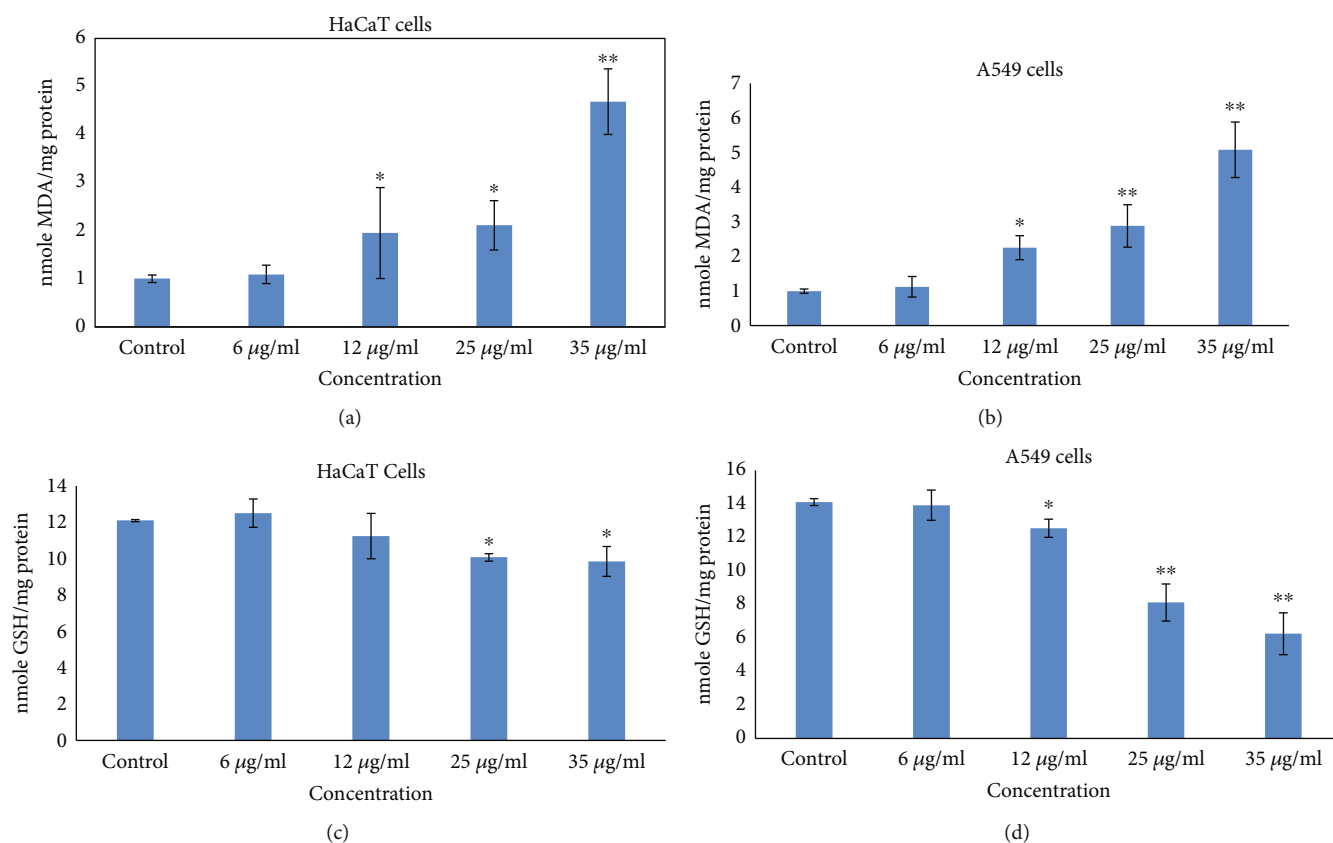 HaCaT cells
nmole MDA/mg protein
6
5
4
3
2
1
0
*
*
**
Control 6 µg/ml 12 µg/ml 25 µg/ml 35 µg/ml
Concentration
(a)
A549 cells
nmole MDA/mg protein
7
6
5
4
3
2
1
0
*
**
**
Control 6 µg/ml 12 µg/ml 25 µg/ml 35 µg/ml
Concentration
(b)
HaCaT Cells
nmole GSH/mg protein
14
12
10
8
6
4
2
0
*
*
Control 6 µg/ml 12 µg/ml 25 µg/ml 35 µg/ml
Concentration
(c)
A549 cells
nmole GSH/mg protein
16
14
12
10
8
6
4
2
0
*
**
**
Control 6 µg/ml 12 µg/ml 25 µg/ml 35 µg/ml
Concentration
(d)